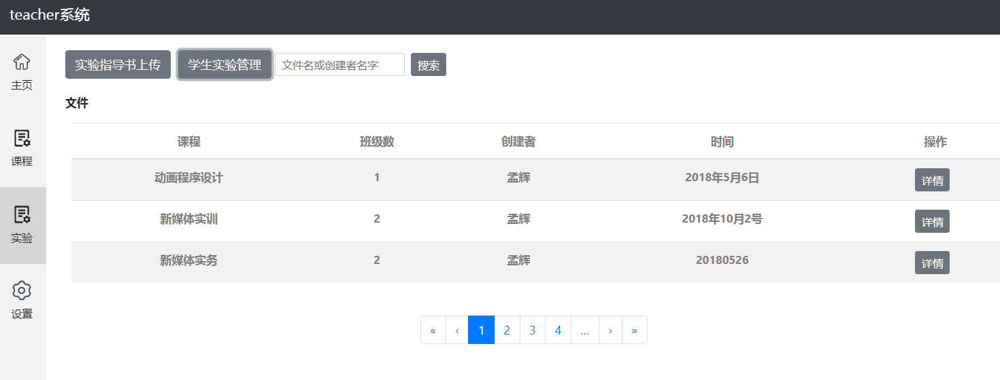 teacher系统
主页
课程
实验
设置
实验指导书上传 学生实验管理 文件名或创建者名字 搜索
文件
课程 班级数 创建者 时间 操作
动画程序设计 1 孟辉 2018年5月6日 详情
新媒体实训 2 孟辉 2018年10月2号 详情
新媒体实务 2 孟辉 20180526 详情
« ‹ 1 2 3 4 ... › »